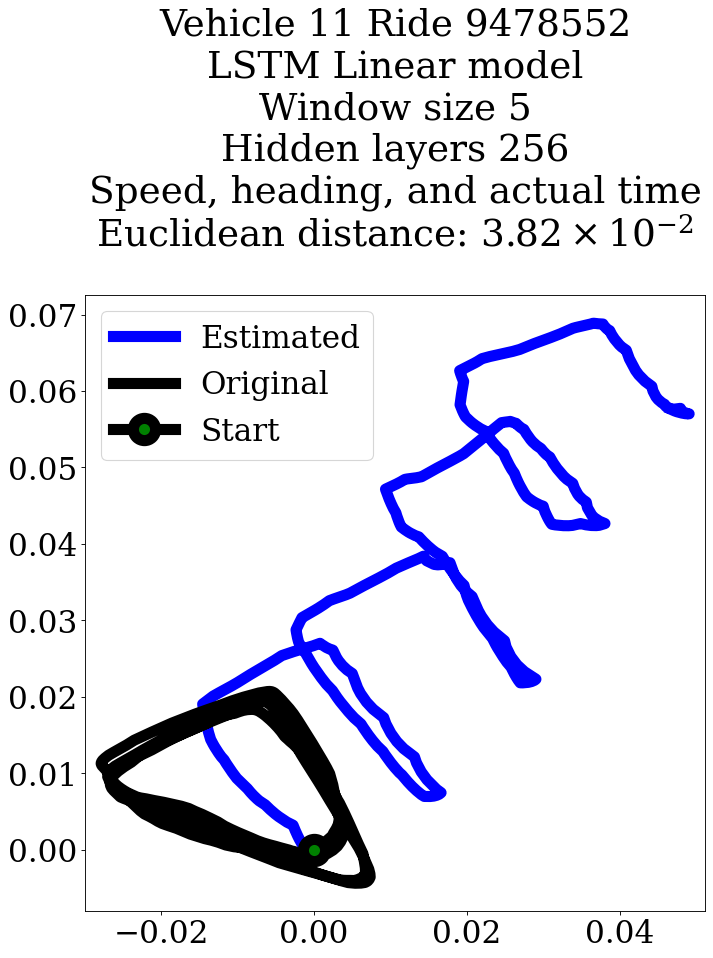 Vehicle 11 Ride 9478552
LSTM Linear model
Window size 5
Hidden layers 256
Speed, heading, and actual time
Euclidean distance: 3.82 × 10⁻²
Estimated
Original
Start
0.07
0.06
0.05
0.04
0.03
0.02
0.01
0.00
−0.02 0.00 0.02 0.04